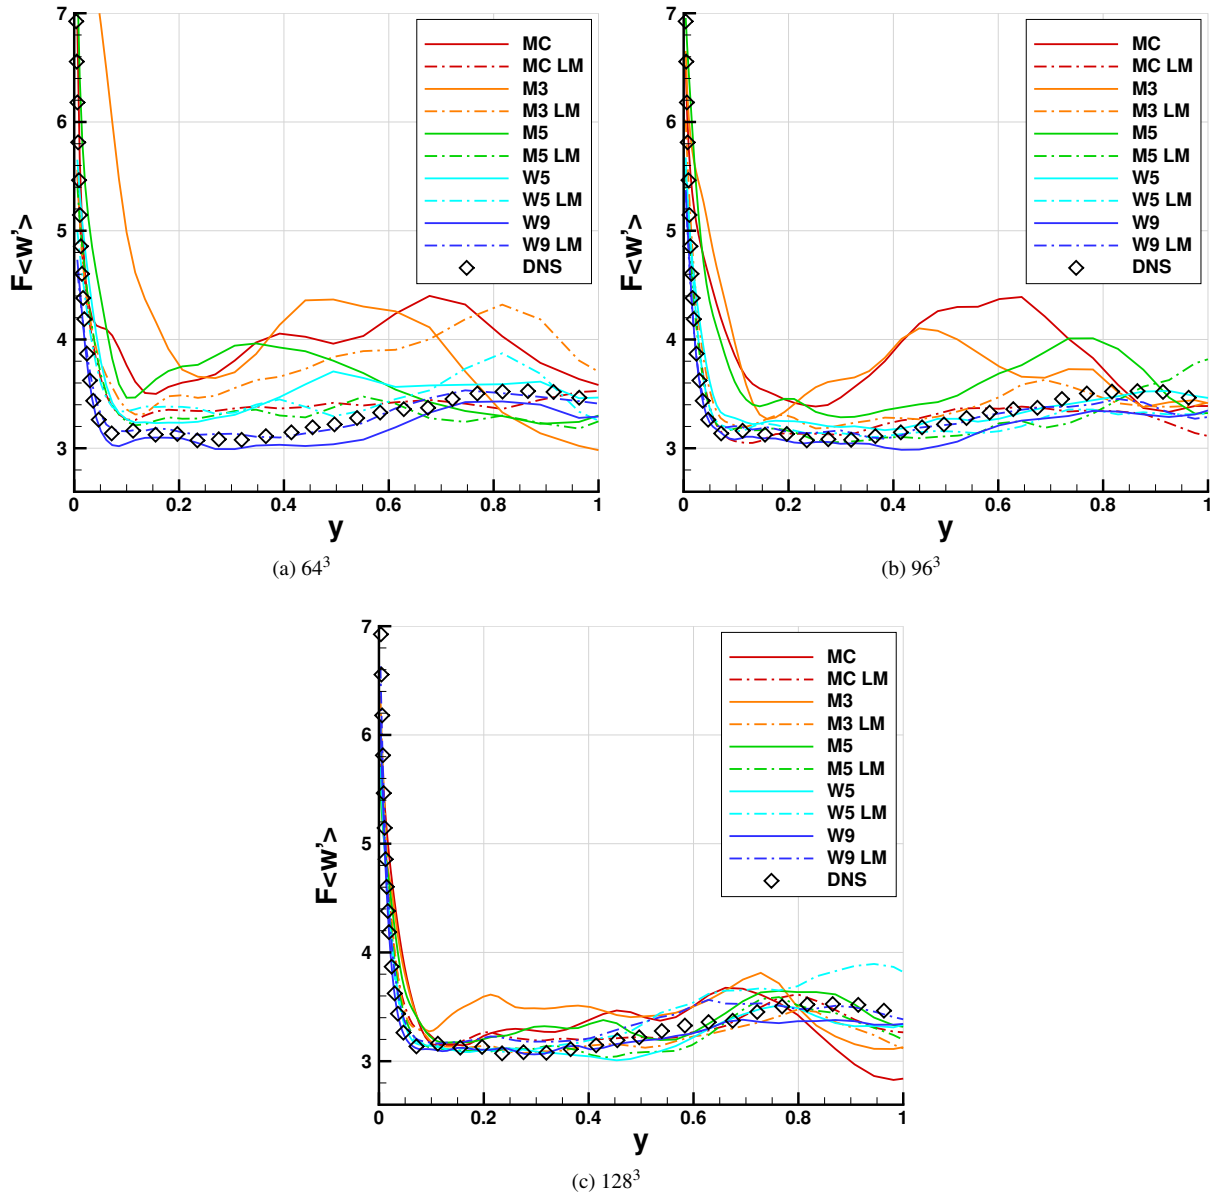 7
6
5
4
3
0
0.2
0.4
0.6
0.8
1
F<w'>
y
MC
MC LM
M3
M3 LM
M5
M5 LM
W5
W5 LM
W9
W9 LM
DNS
(a) 64³
7
6
5
4
3
0
0.2
0.4
0.6
0.8
1
F<w'>
y
MC
MC LM
M3
M3 LM
M5
M5 LM
W5
W5 LM
W9
W9 LM
DNS
(b) 96³
7
6
5
4
3
0
0.2
0.4
0.6
0.8
1
F<w'>
y
MC
MC LM
M3
M3 LM
M5
M5 LM
W5
W5 LM
W9
W9 LM
DNS
(c) 128³